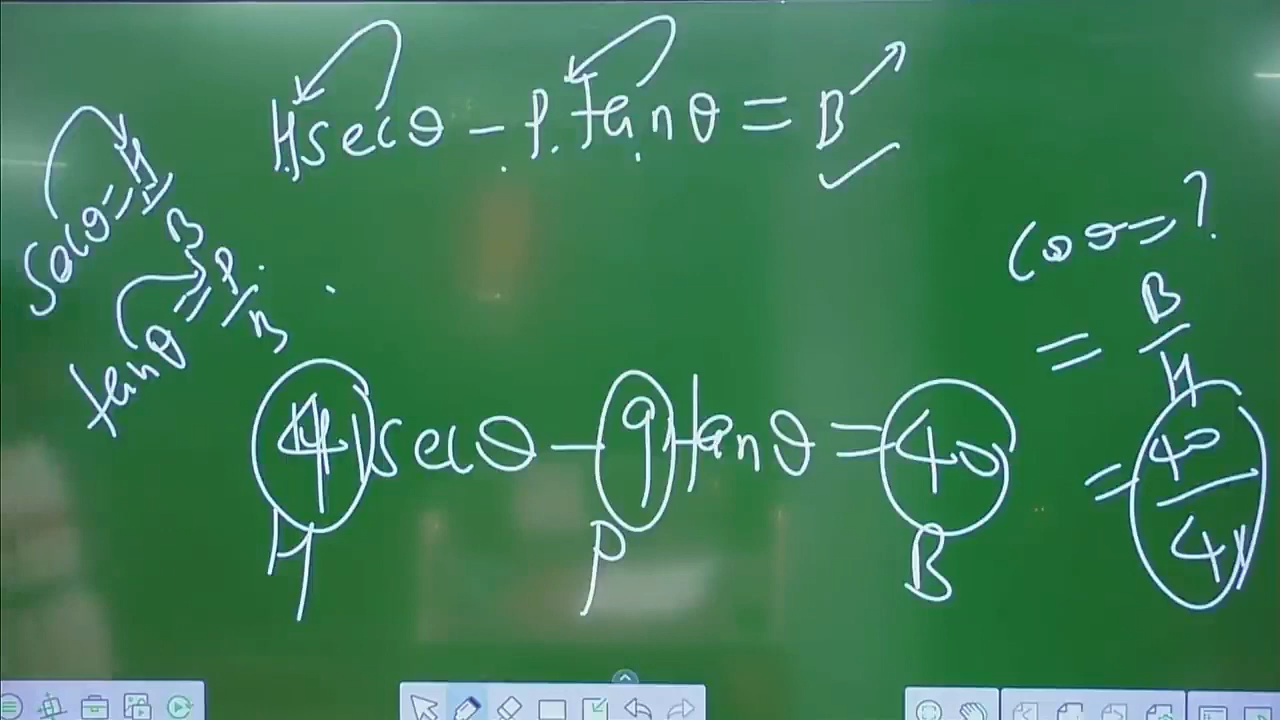 H secθ - P. tanθ = B
secθ = H/B
tanθ = P/B
Cosθ = ?
= B/H
41 secθ - 9 tanθ = 40
H P B
= 40/41